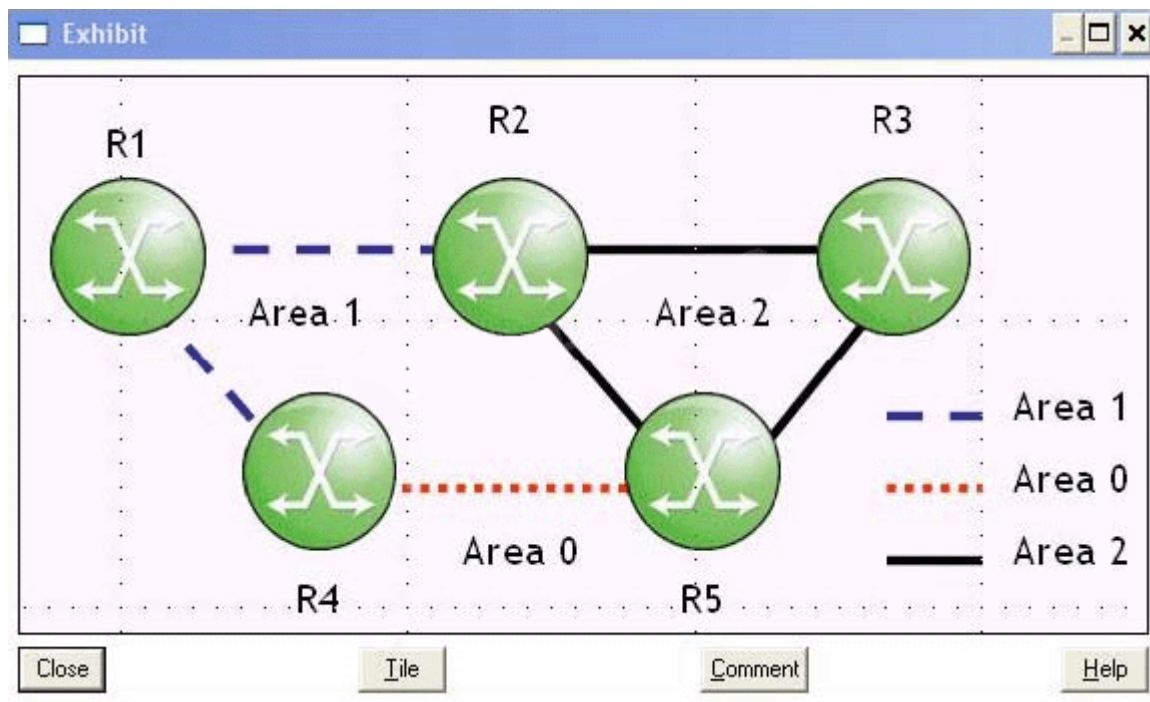 Exhibit
R1
R2
R3
Area 1
Area 2
Area 1
Area 0
Area 0
Area 2
R4
R5
Close
Tile
Comment
Help